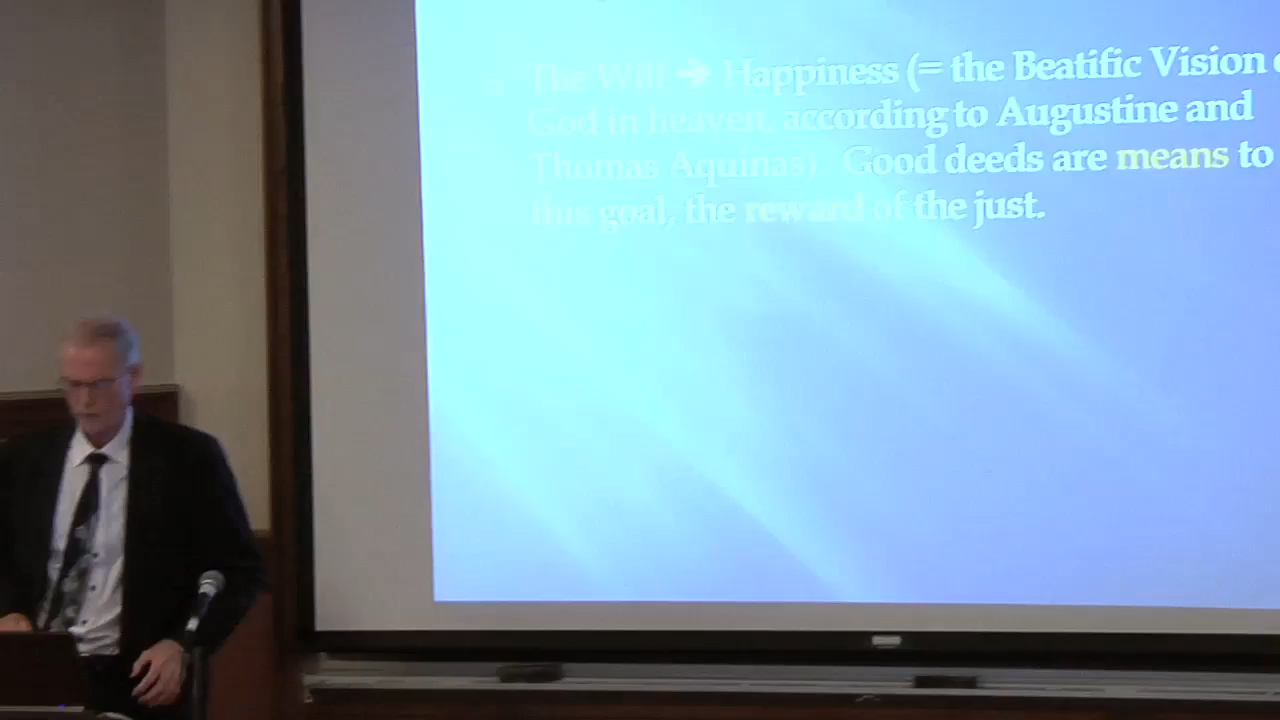 The Will → Happiness (= the Beatific Vision
God in heaven, according to Augustine and
Thomas Aquinas). Good deeds are means to
this goal, the reward of the just.